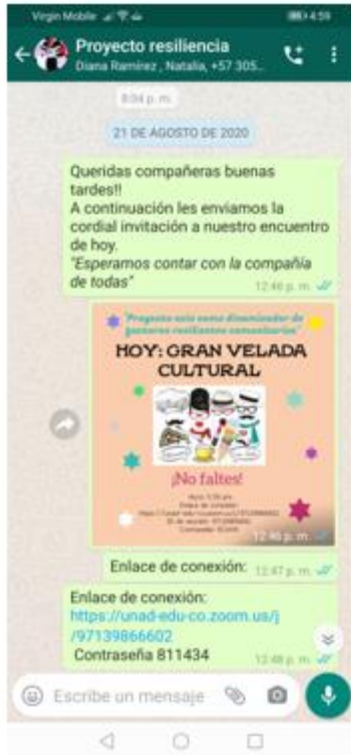 Virgin Mobile
4:59
Proyecto resiliencia
Diana Ramírez, Natalia, +57 305...
8:04 p. m.
21 DE AGOSTO DE 2020
Queridas compañeras buenas
tardes!!
A continuación les enviamos la
cordial invitación a nuestro encuentro
de hoy.
"Esperamos contar con la compañía
de todas"
12:46 p. m.
HOY: GRAN VELADA
CULTURAL
¡No faltes!
12:46 p. m.
Enlace de conexión:
12:47 p. m.
Enlace de conexión:
https://unad-edu-co.zoom.us/j
/97139866602
Contraseña 811434
12:48 p. m.
Escribe un mensaje